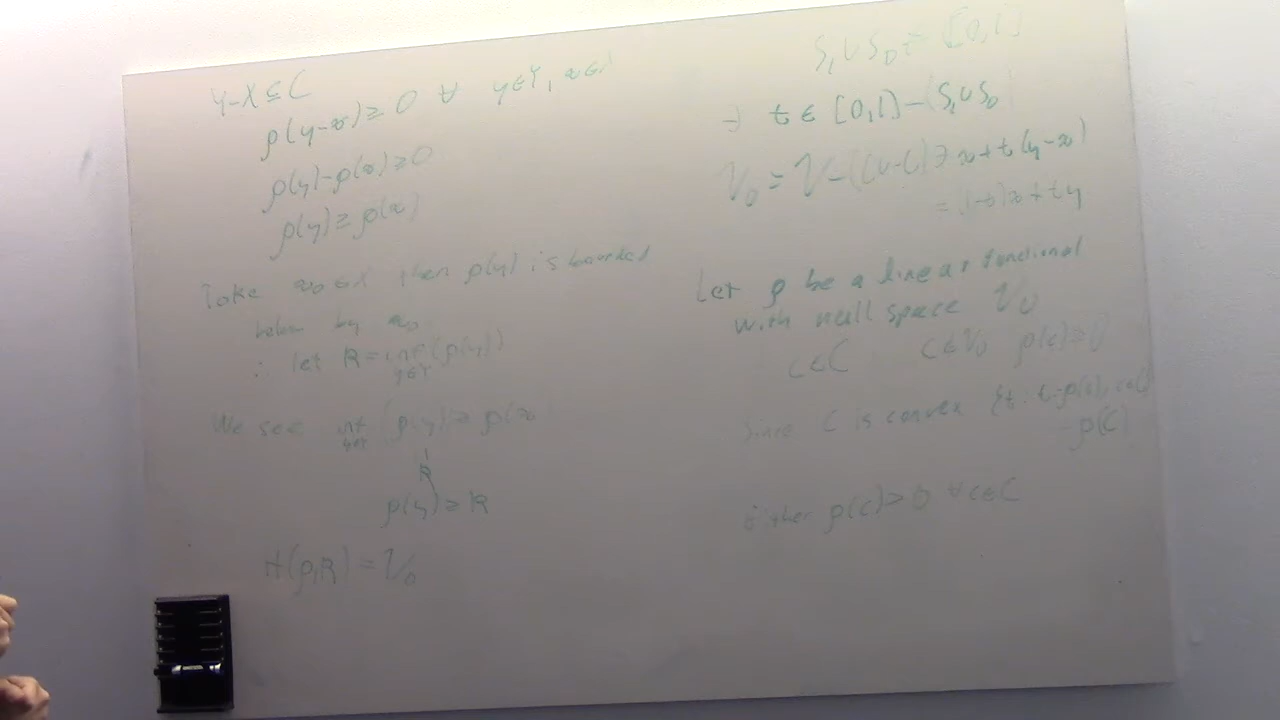 Y-X ⊆ C
ρ(y-x) ≥ 0 ∀ y∈Y, x∈X
ρ(y)-ρ(x) ≥ 0
ρ(y) ≥ ρ(x)
Take x₀ ∈ X then ρ(y) is bounded
below by x₀
∴ let R = inf (ρ(y))
y∈Y
We see inf (ρ(y)) ≥ ρ(x)
y∈Y
R
ρ(y) ≥ R
H(ρ,R) = V₀
S₁∪S₀ ≠ [0,1]
⇒ t ∈ [0,1] - (S₁∪S₀)
V₀ = V-(C∪-C) ∋ x+t(y-x)
= (1-t)x+ty
Let ρ be a linear functional
with null space V₀
c∈C c∉V₀ ρ(c) ≥ 0
Since C is convex {t: t=ρ(c), c∈C}
ρ(C)
Either ρ(c) > 0 ∀ c∈C